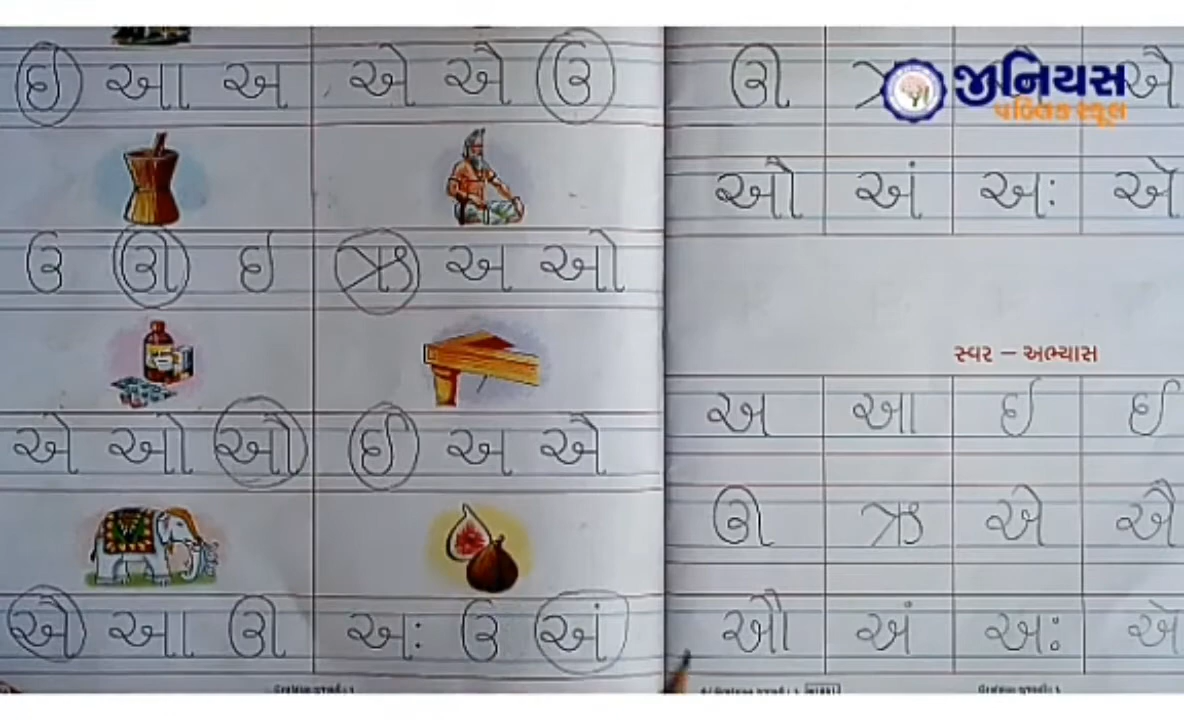 ઈ આ અ
એ ઐ ઉ
ઉ ઊ ઇ
ઋ અ ઓ
એ ઓ ઔ
ઈ અ ઐ
ઐ આ ઊ
અઃ ઉ અં
જીનિયસ
પબ્લિક સ્કૂલ
ઊ ઐ
ઔ અં અઃ એ
સ્વર – અભ્યાસ
અ આ ઇ ઈ
ઊ ઋ એ ઐ
ઔ અં અઃ એ